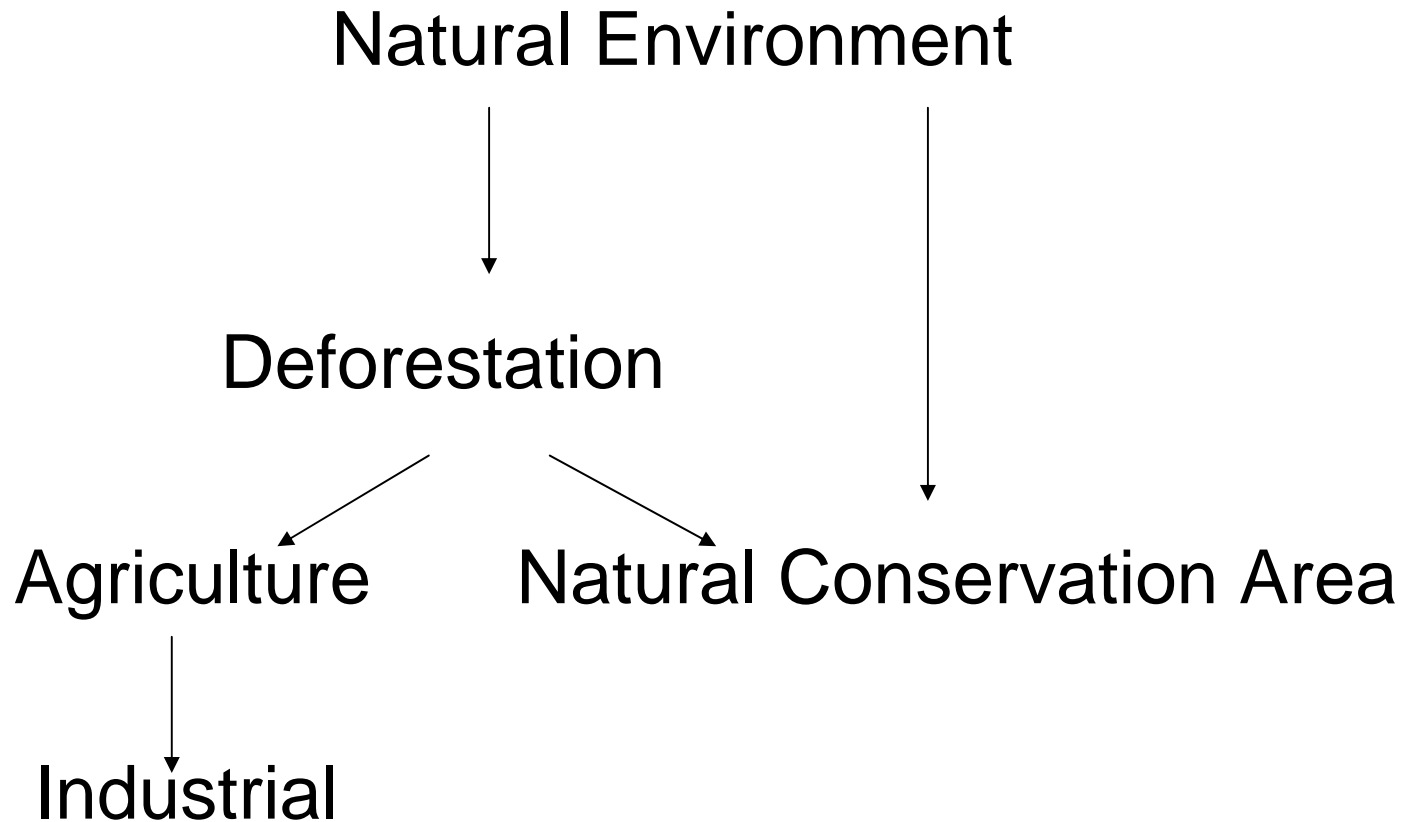 Natural Environment
Deforestation
Agriculture
Natural Conservation Area
Industrial